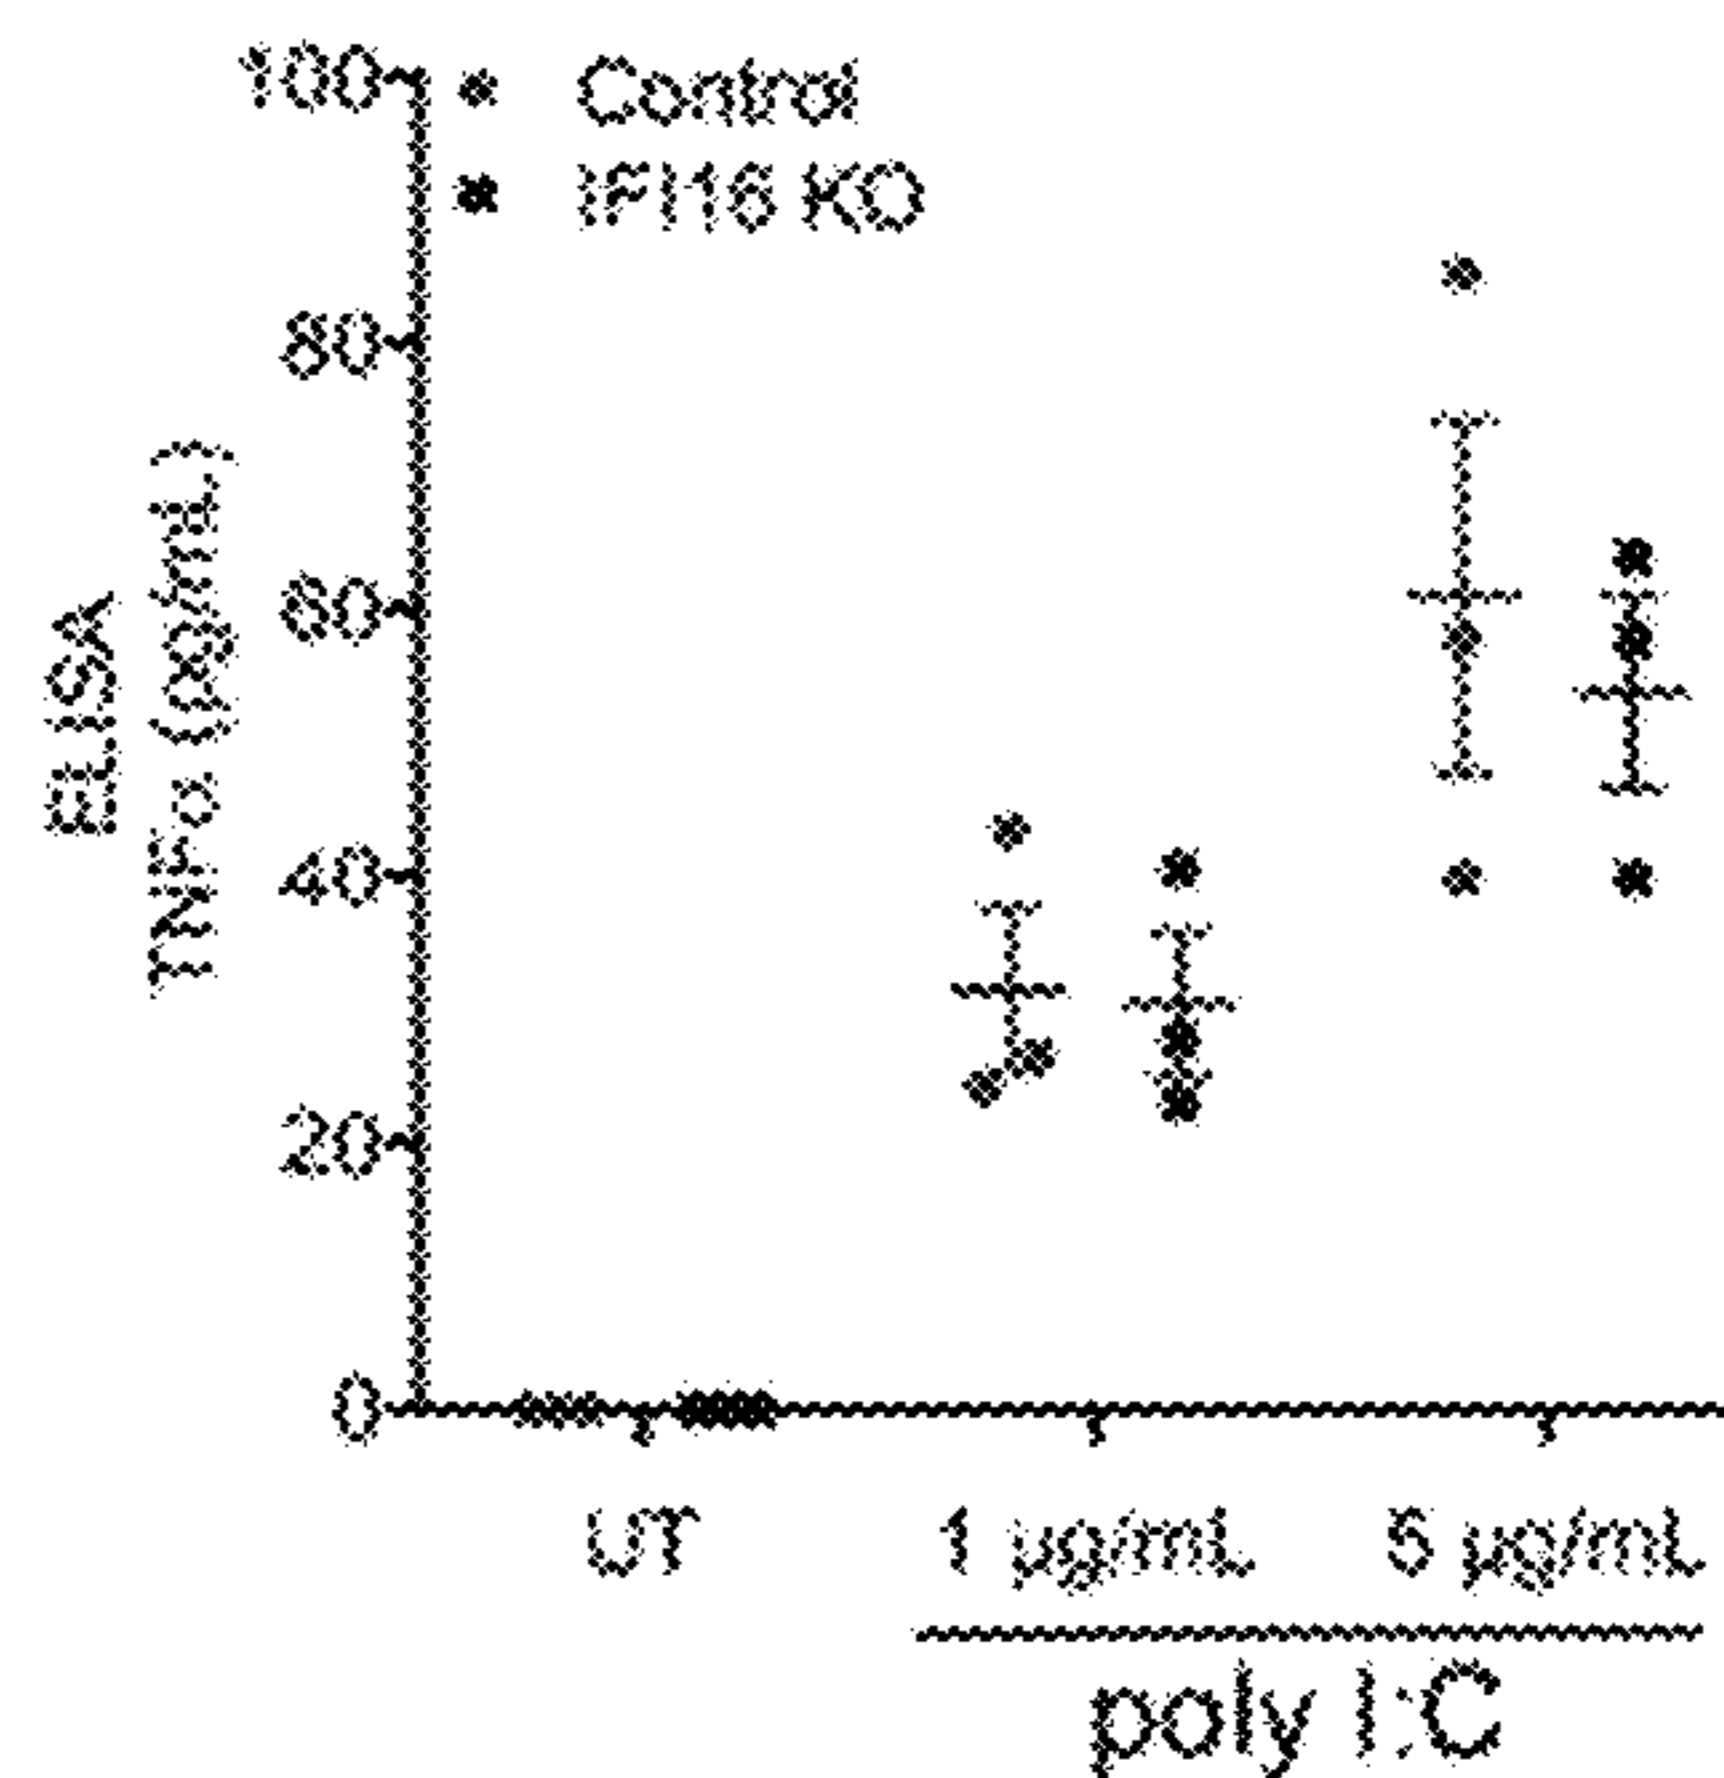 100
Control
IFI16 KO
80
60
40
20
0
ELISA
TNFα (pg/mL)
UT
1 µg/mL
5 µg/mL
poly I:C